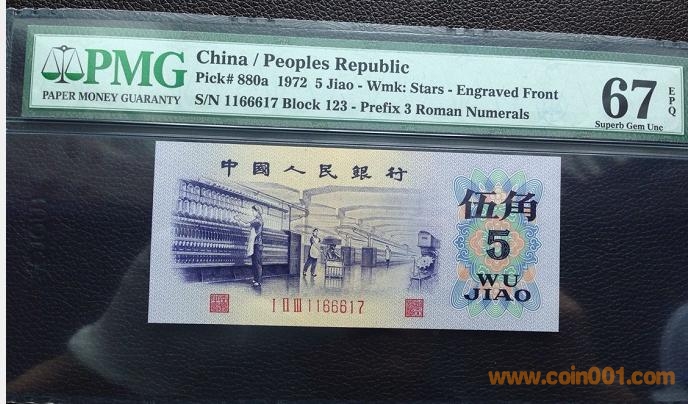 PMG
PAPER MONEY GUARANTY
China / Peoples Republic
Pick# 880a 1972 5 Jiao - Wmk: Stars - Engraved Front
S/N 1166617 Block 123 - Prefix 3 Roman Numerals
67 EPQ
Superb Gem Unc
中國人民銀行
伍角
5
WU
JIAO
I II III 1166617
www.coin001.com